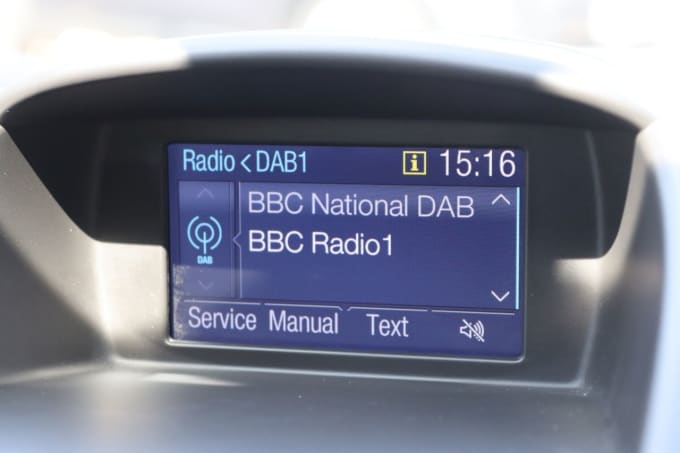 Radio < DAB1 i 15:16
BBC National DAB
BBC Radio1
DAB
Service Manual Text